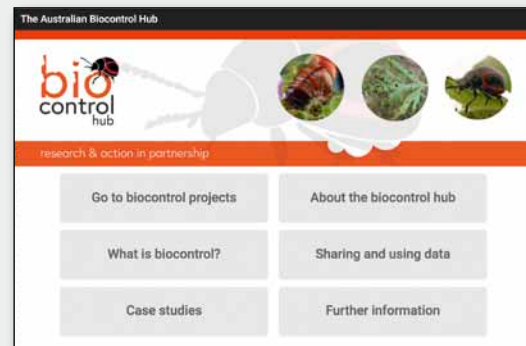 The Australian Biocontrol Hub
bio
control
hub
research & action in partnership
Go to biocontrol projects
About the biocontrol hub
What is biocontrol?
Sharing and using data
Case studies
Further information